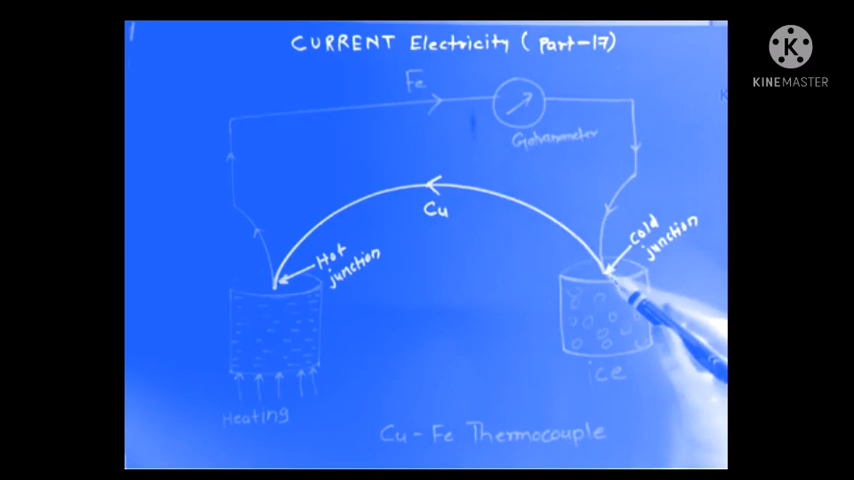 CURRENT Electricity (Part-17)
Fe
Galvanometer
Cu
Hot
junction
Cold
junction
ice
Heating
Cu-Fe Thermocouple
K
KINEMASTER